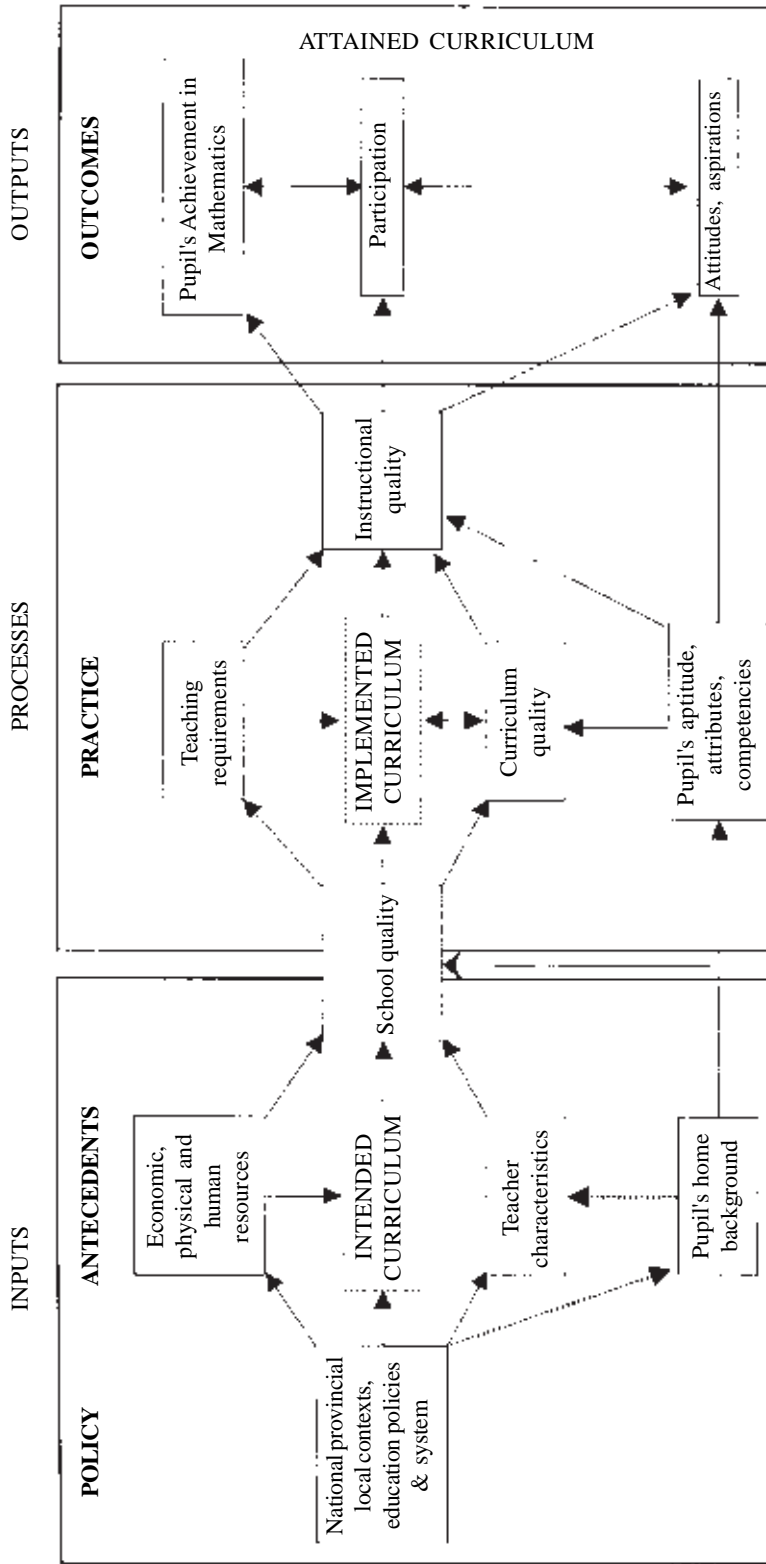 INPUTS
PROCESSES
OUTPUTS
POLICY
ANTECEDENTS
PRACTICE
OUTCOMES
National provincial
local contexts,
education policies
& system
Economic,
physical and
human
resources
INTENDED
CURRICULUM
Teacher
characteristics
Pupil's home
background
School quality
Teaching
requirements
IMPLEMENTED
CURRICULUM
Curriculum
quality
Pupil's aptitude,
attributes,
competencies
Instructional
quality
Pupil's Achievement in
Mathematics
Participation
Attitudes, aspirations
ATTAINED CURRICULUM